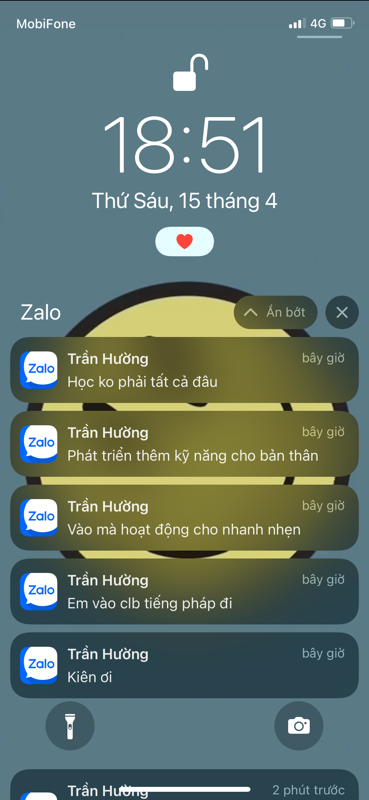 MobiFone
4G
18:51
Thứ Sáu, 15 tháng 4
Zalo
Ẩn bớt
Zalo
Trần Hường
bây giờ
Học ko phải tất cả đâu
Zalo
Trần Hường
bây giờ
Phát triển thêm kỹ năng cho bản thân
Zalo
Trần Hường
bây giờ
Vào mà hoạt động cho nhanh nhẹn
Zalo
Trần Hường
bây giờ
Em vào clb tiếng pháp đi
Zalo
Trần Hường
bây giờ
Kiên ơi
Trần Hường
2 phút trước